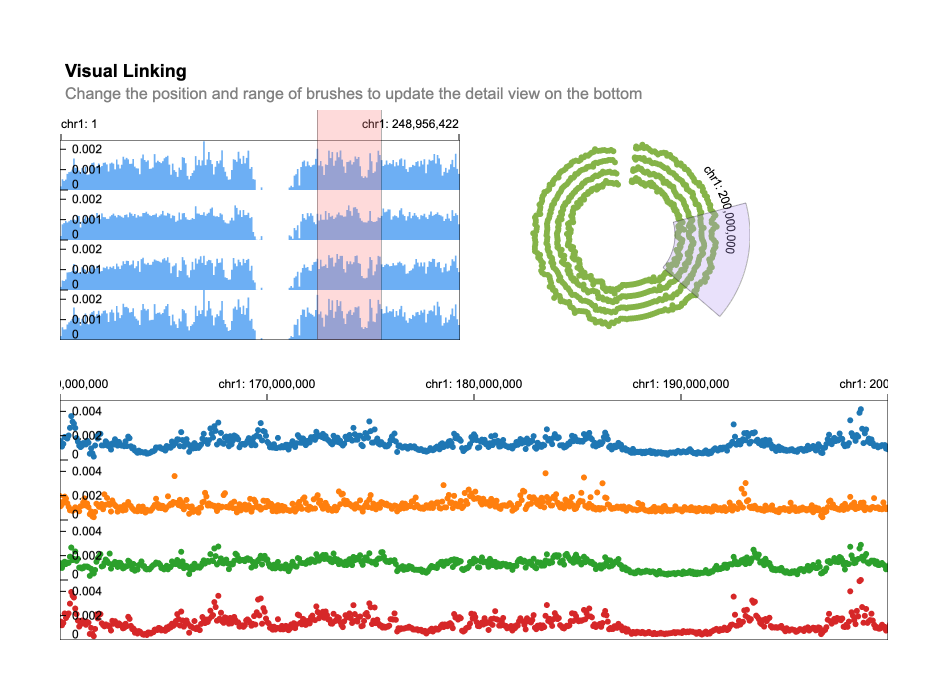 Visual Linking
Change the position and range of brushes to update the detail view on the bottom
chr1: 1
chr1: 248,956,422
0.002
0.001
0
0.002
0.001
0
0.002
0.001
0
0.002
0.001
0
chr1: 200,000,000
0,000,000
chr1: 170,000,000
chr1: 180,000,000
chr1: 190,000,000
chr1: 200
0.004
0.002
0
0.004
0.002
0
0.004
0.002
0
0.004
0.002
0